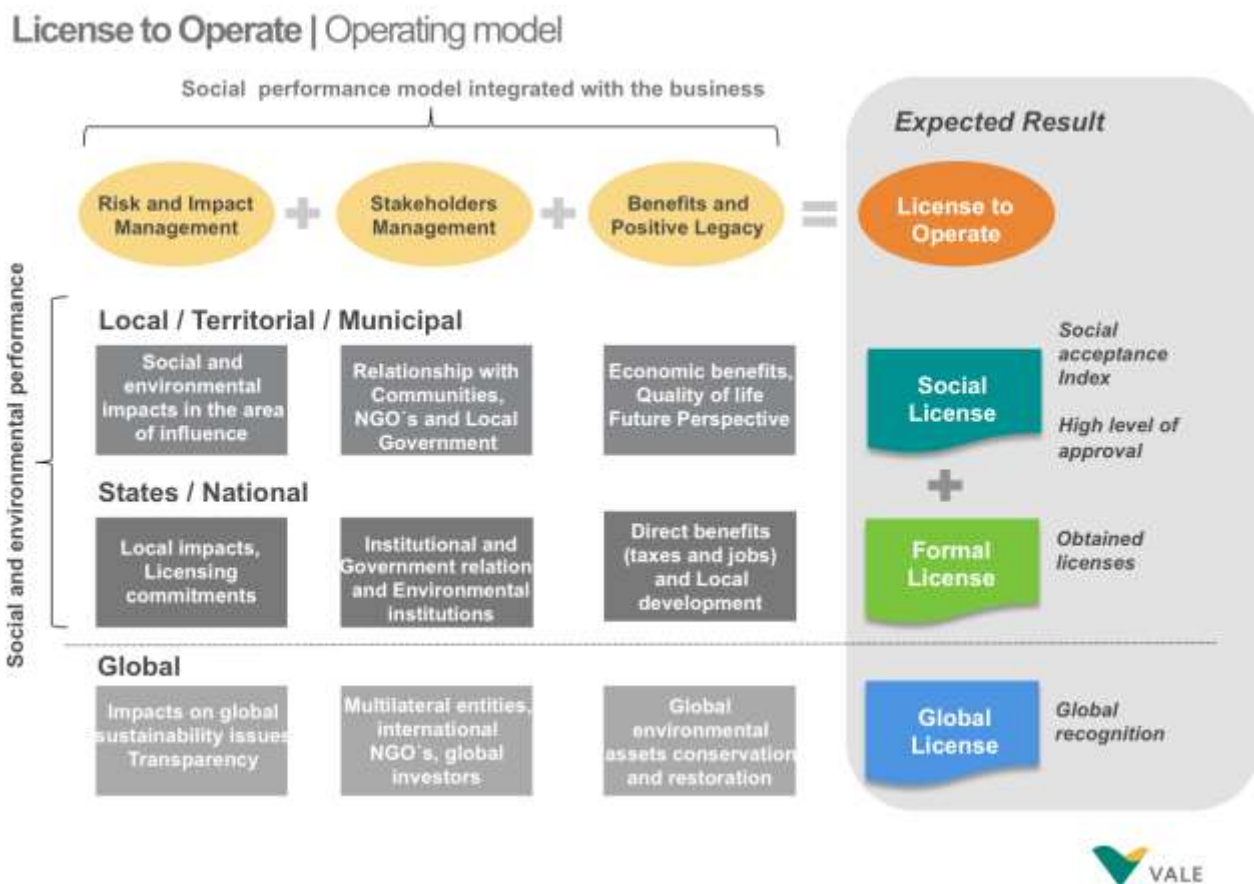 License to Operate | Operating model
Social performance model integrated with the business
Expected Result
Risk and Impact
Management
+
Stakeholders
Management
+
Benefits and
Positive Legacy
=
License to
Operate
Social and environmental performance
Local / Territorial / Municipal
Social and
environmental
impacts in the area
of influence
Relationship with
Communities,
NGO´s and Local
Government
Economic benefits,
Quality of life
Future Perspective
Social
License
Social
acceptance
Index
High level of
approval
+
States / National
Local impacts,
Licensing
commitments
Institutional and
Government relation
and Environmental
institutions
Direct benefits
(taxes and jobs)
and Local
development
Formal
License
Obtained
licenses
Global
Impacts on global
sustainability issues
Transparency
Multilateral entities,
international
NGO´s, global
investors
Global
environmental
assets conservation
and restoration
Global
License
Global
recognition
VALE